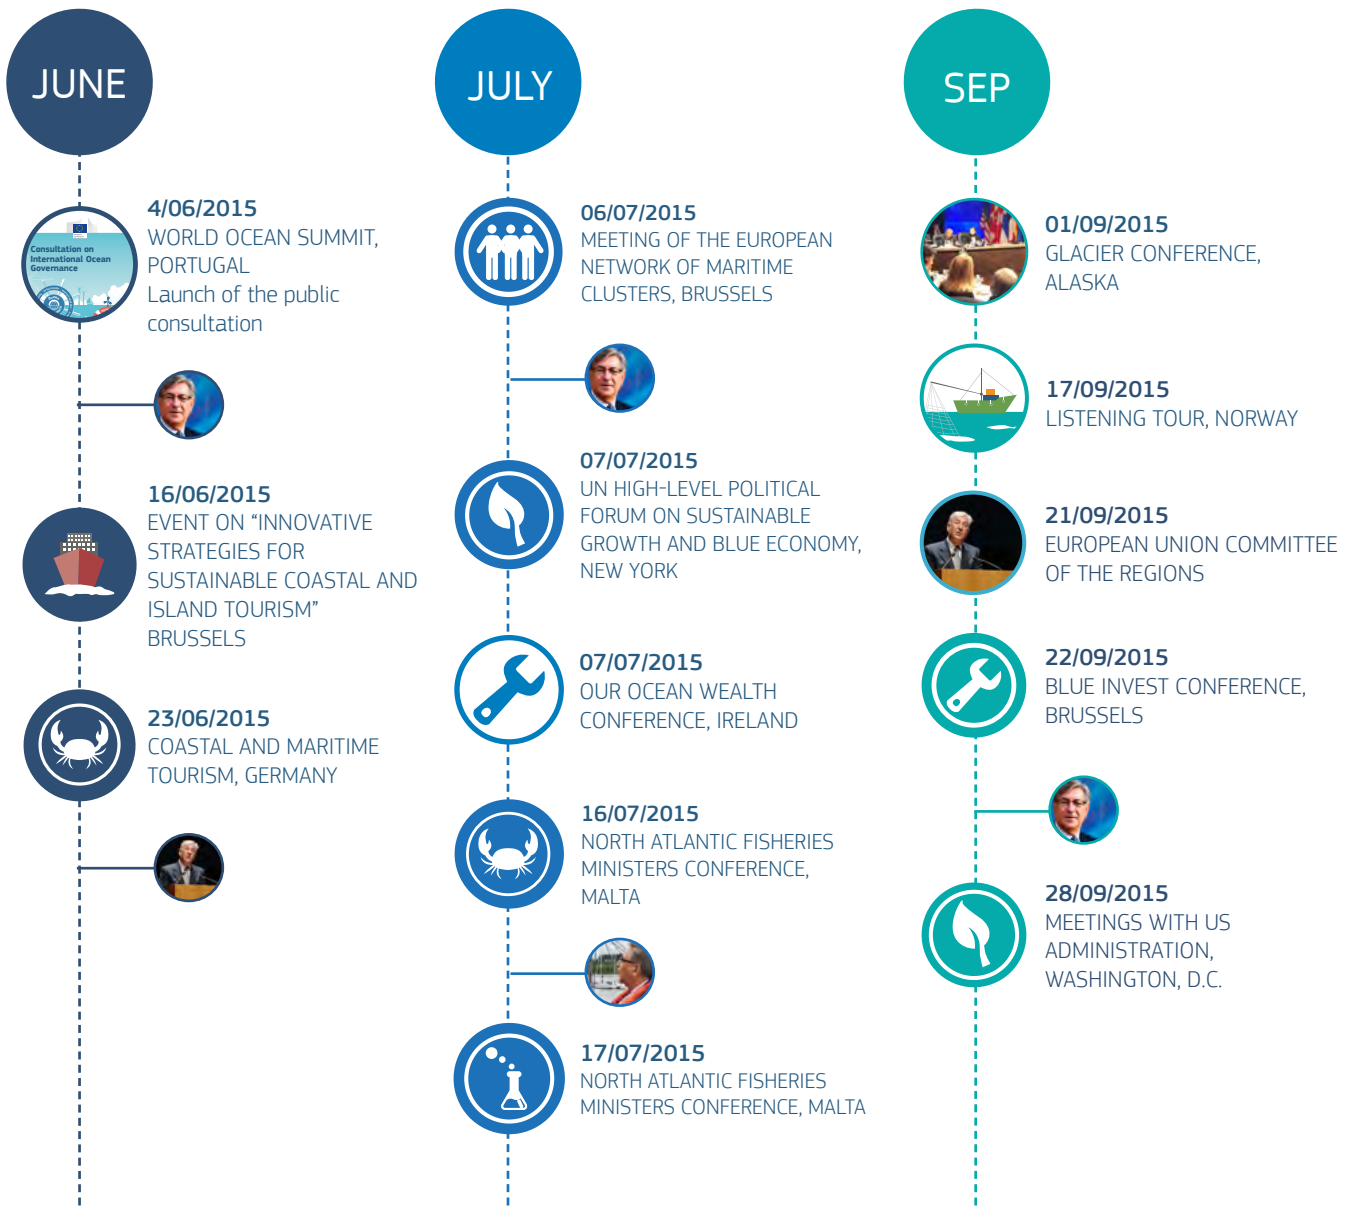 JUNE
4/06/2015
WORLD OCEAN SUMMIT,
PORTUGAL
Launch of the public
consultation
Consultation on
International Ocean
Governance
16/06/2015
EVENT ON “INNOVATIVE
STRATEGIES FOR
SUSTAINABLE COASTAL AND
ISLAND TOURISM”
BRUSSELS
23/06/2015
COASTAL AND MARITIME
TOURISM, GERMANY
JULY
06/07/2015
MEETING OF THE EUROPEAN
NETWORK OF MARITIME
CLUSTERS, BRUSSELS
07/07/2015
UN HIGH-LEVEL POLITICAL
FORUM ON SUSTAINABLE
GROWTH AND BLUE ECONOMY,
NEW YORK
07/07/2015
OUR OCEAN WEALTH
CONFERENCE, IRELAND
16/07/2015
NORTH ATLANTIC FISHERIES
MINISTERS CONFERENCE,
MALTA
17/07/2015
NORTH ATLANTIC FISHERIES
MINISTERS CONFERENCE, MALTA
SEP
01/09/2015
GLACIER CONFERENCE,
ALASKA
17/09/2015
LISTENING TOUR, NORWAY
21/09/2015
EUROPEAN UNION COMMITTEE
OF THE REGIONS
22/09/2015
BLUE INVEST CONFERENCE,
BRUSSELS
28/09/2015
MEETINGS WITH US
ADMINISTRATION,
WASHINGTON, D.C.